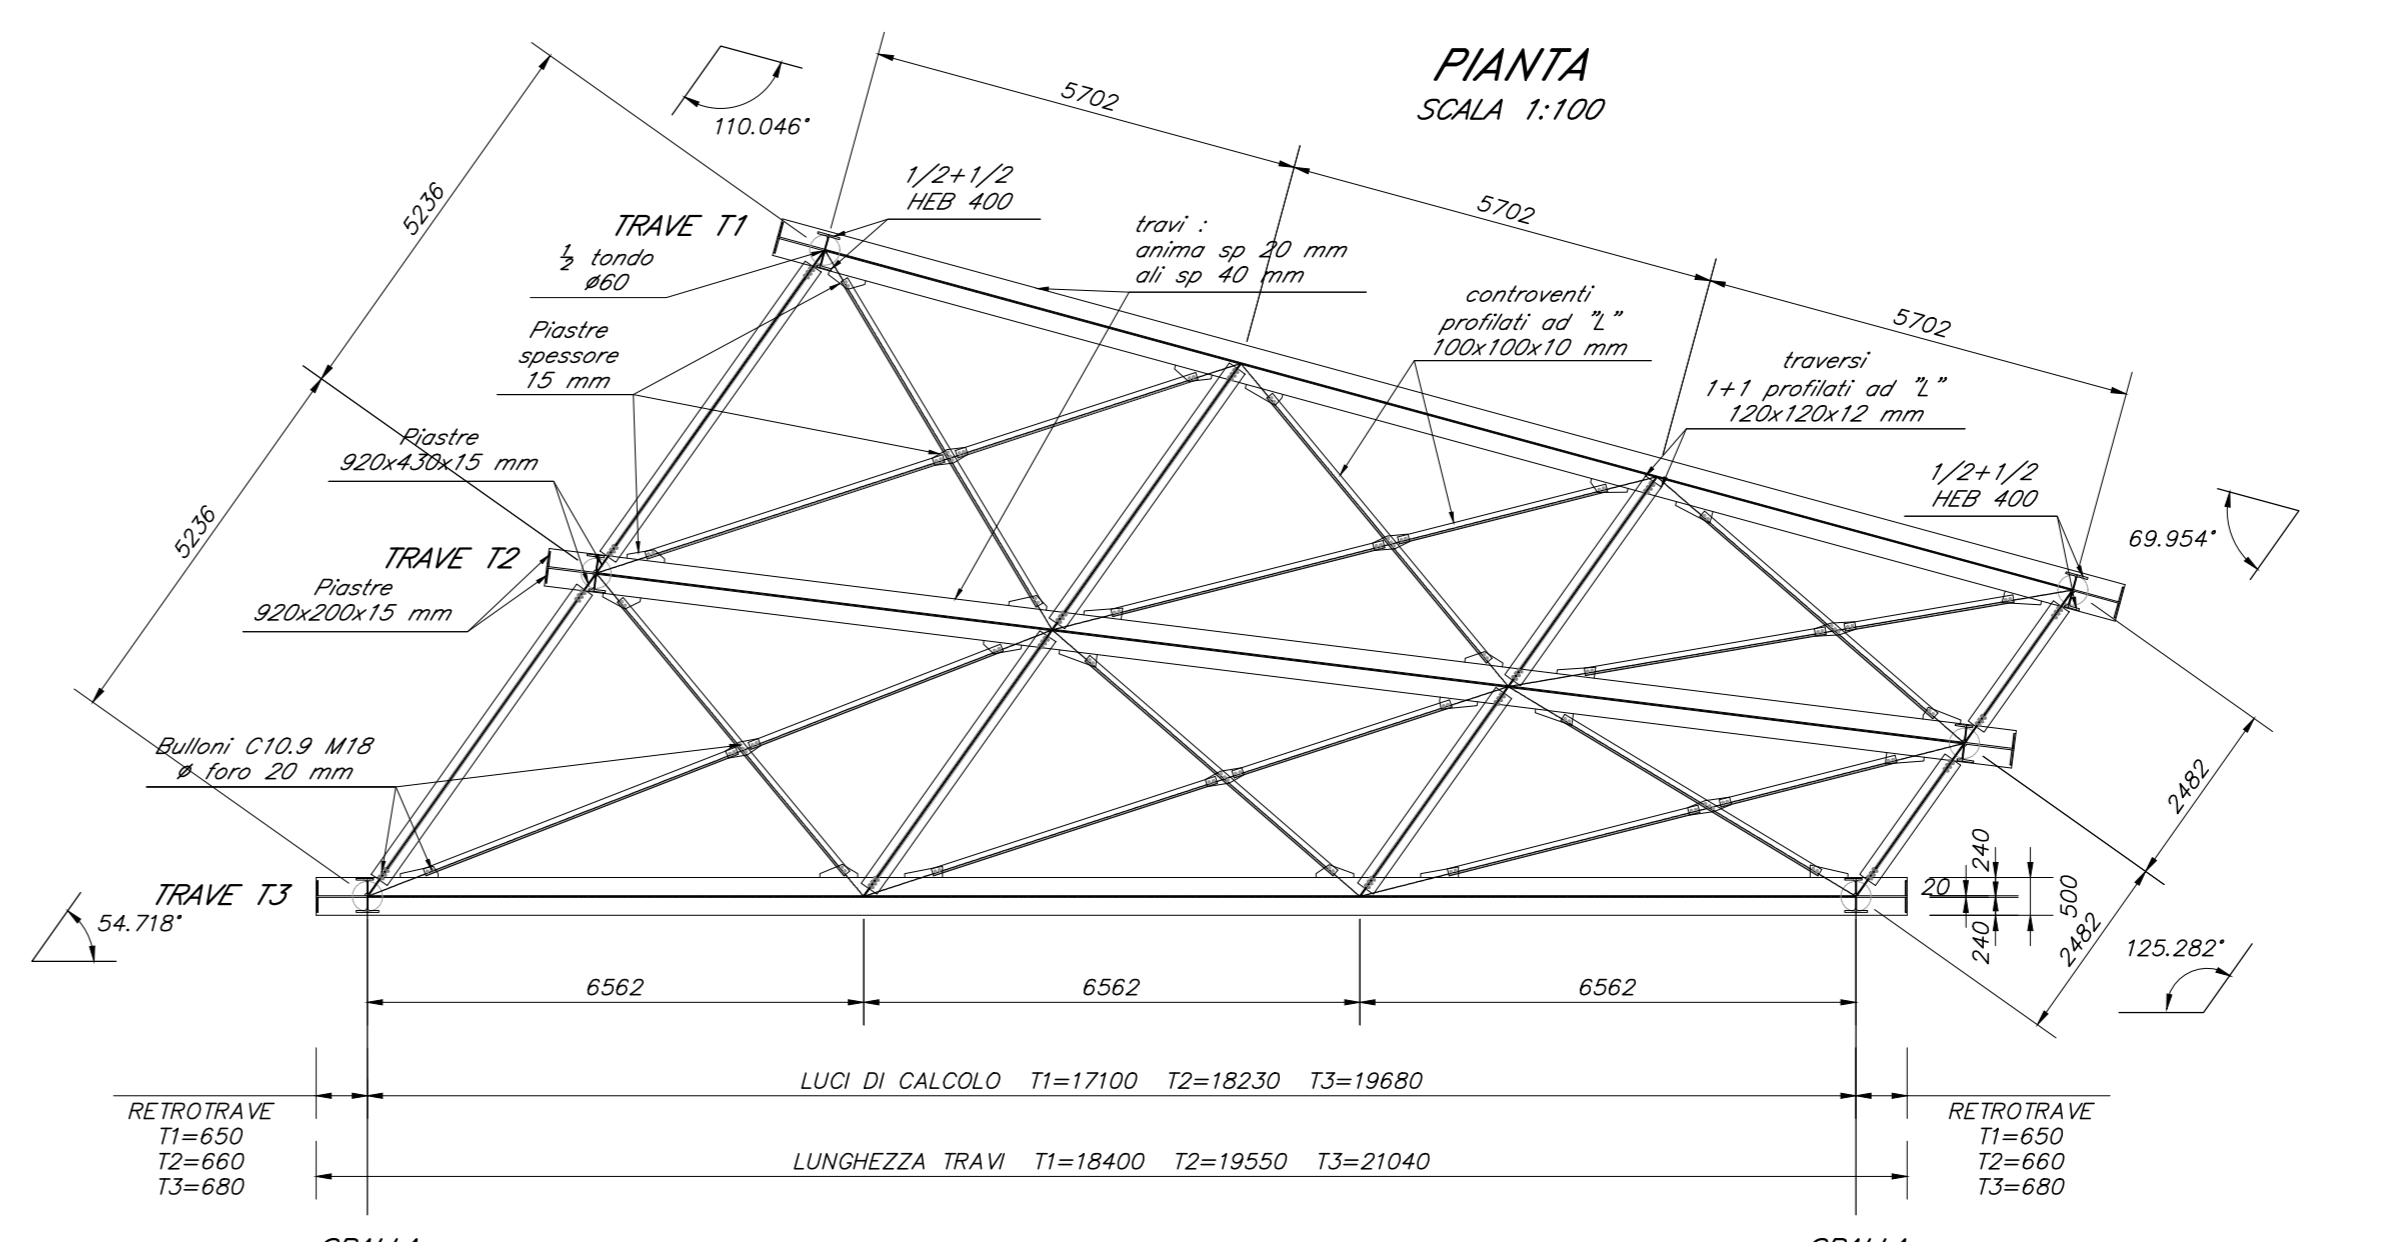 PIANTA
SCALA 1:100
110.046°
5702
5702
5702
5236
5236
TRAVE T1
1/2 tondo
ø60
1/2+1/2
HEB 400
travi :
anima sp 20 mm
ali sp 40 mm
controventi
profilati ad "L"
100x100x10 mm
traversi
1+1 profilati ad "L"
120x120x12 mm
1/2+1/2
HEB 400
69.954°
Piastre
spessore
15 mm
Piastre
920x430x15 mm
TRAVE T2
Piastre
920x200x15 mm
Bulloni C10.9 M18
ø foro 20 mm
TRAVE T3
54.718°
2482
2482
240
20
500
240
125.282°
6562
6562
6562
LUCI DI CALCOLO T1=17100 T2=18230 T3=19680
RETROTRAVE
T1=650
T2=660
T3=680
RETROTRAVE
T1=650
T2=660
T3=680
LUNGHEZZA TRAVI T1=18400 T2=19550 T3=21040